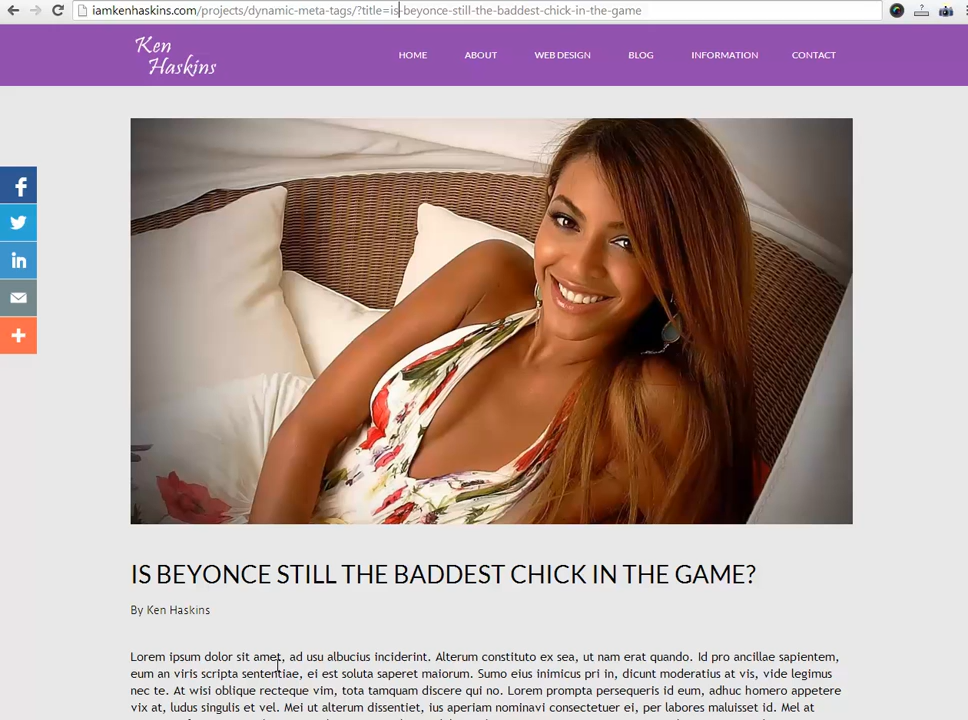 iamkenhaskins.com/projects/dynamic-meta-tags/?title=is-beyonce-still-the-baddest-chick-in-the-game
Ken
Haskins
HOME ABOUT WEB DESIGN BLOG INFORMATION CONTACT
IS BEYONCE STILL THE BADDEST CHICK IN THE GAME?
By Ken Haskins
Lorem ipsum dolor sit amet, ad usu albucius inciderint. Alterum constituto ex sea, ut nam erat quando. Id pro ancillae sapientem,
eum an viris scripta sententiae, ei est soluta saperet maiorum. Sumo eius inimicus pri in, dicunt moderatius at vis, vide legimus
nec te. At wisi oblique recteque vim, tota tamquam discere qui no. Lorem prompta persequeris id eum, adhuc homero appetere
vix at, ludus singulis et vel. Mei ut alterum dissentiet, ius aperiam nominavi consectetuer ei, per labores maluisset id. Mel at